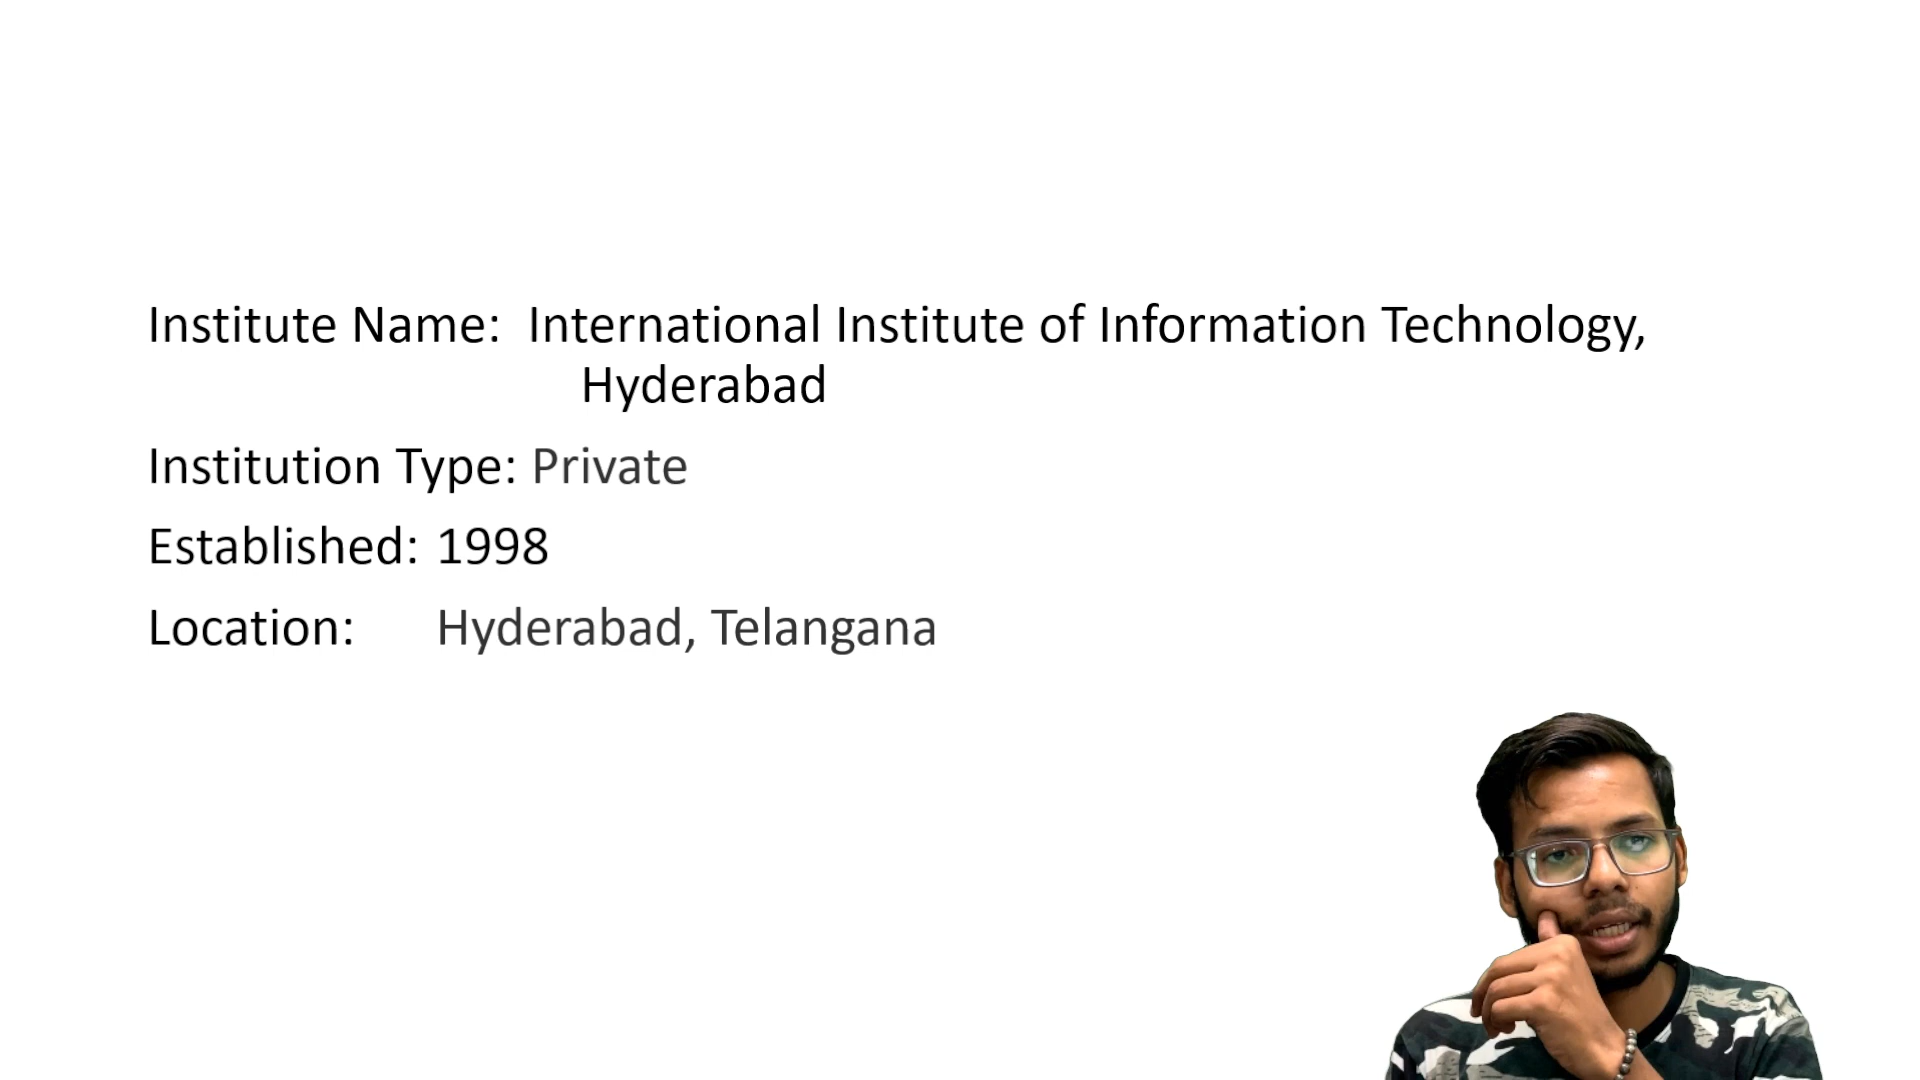 Institute Name: International Institute of Information Technology,
Hyderabad
Institution Type: Private
Established: 1998
Location: Hyderabad, Telangana